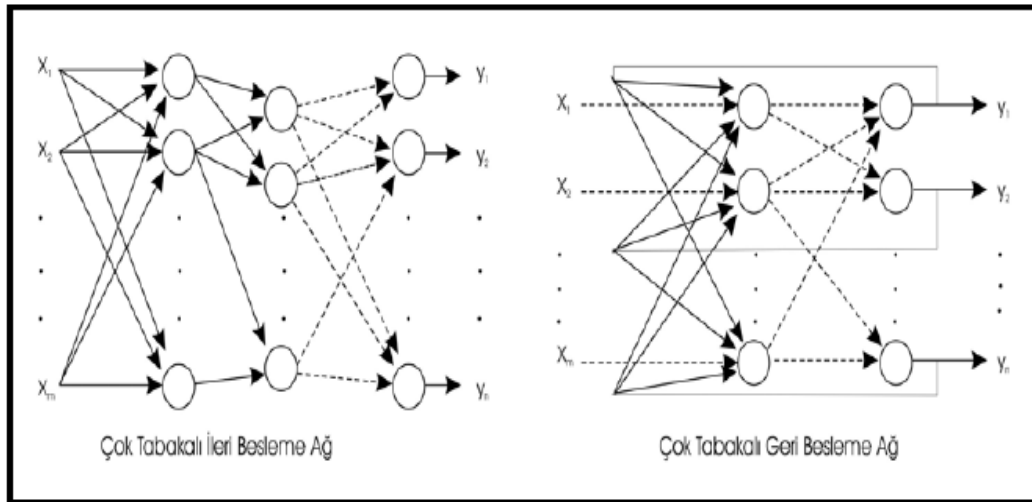 X₁
X₂
Xₘ
y₁
y₂
yₙ
Çok Tabakalı İleri Besleme Ağ
X₁
X₂
Xₘ
y₁
y₂
yₙ
Çok Tabakalı Geri Besleme Ağ